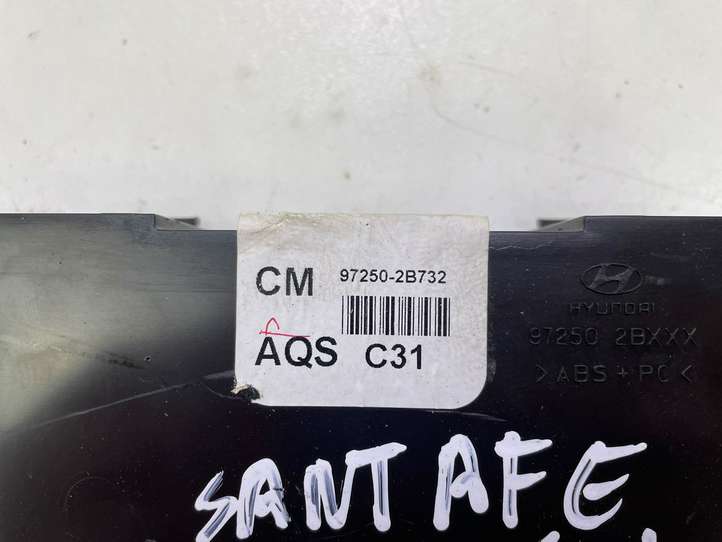 CM 97250-2B732
AQS C31
HYUNDAI
97250 2BXXX
>ABS+PC<
SANTAFE